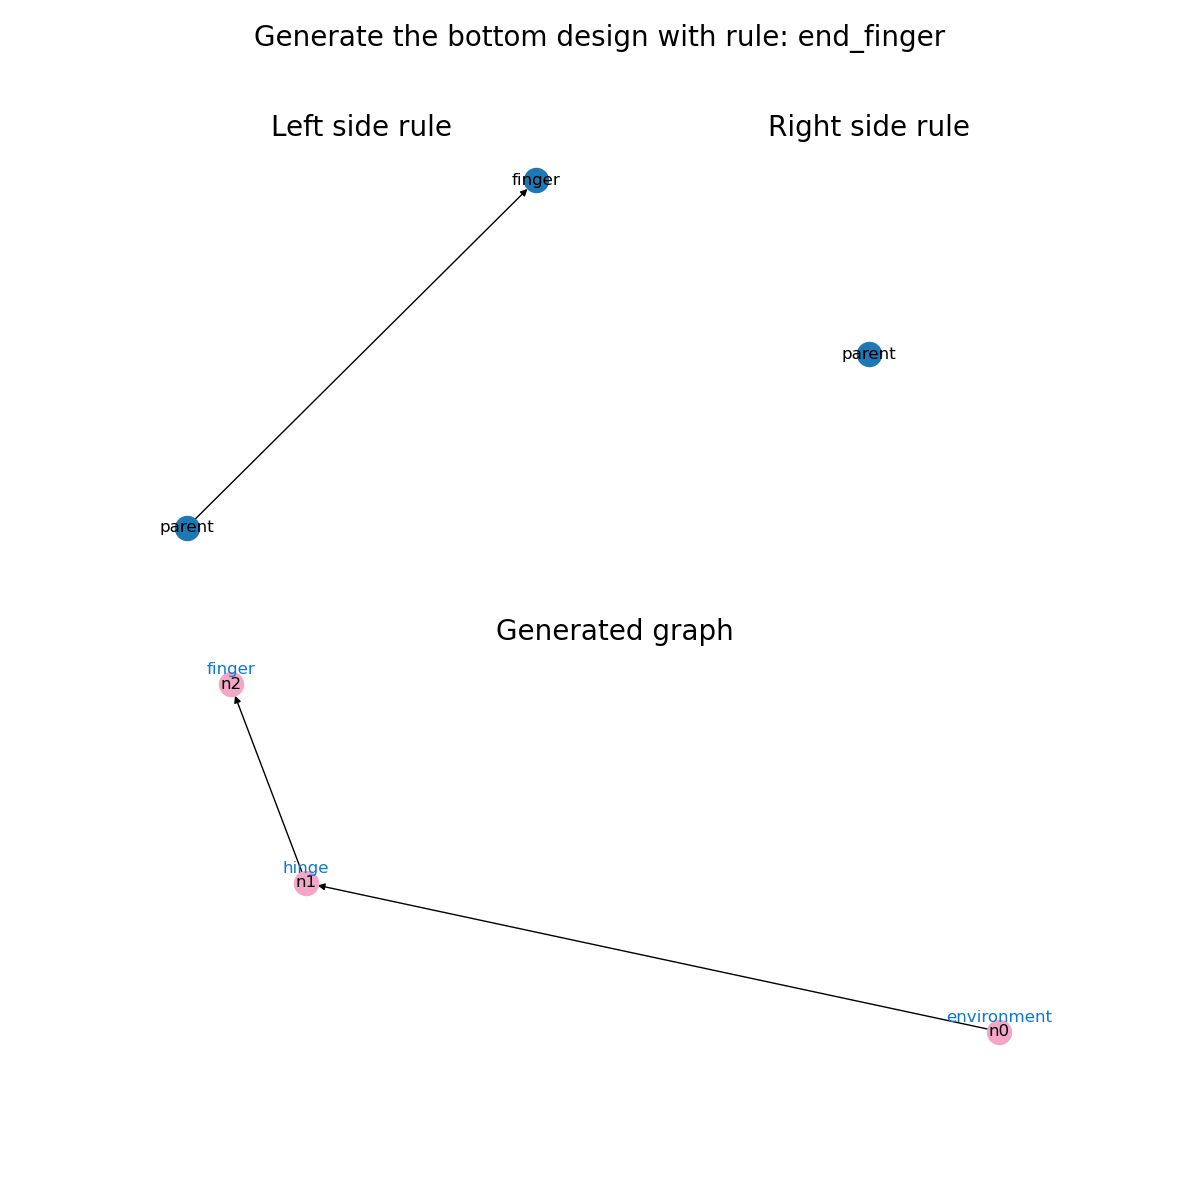 Generate the bottom design with rule: end_finger
Left side rule
Right side rule
finger
parent
parent
Generated graph
finger
n2
hinge
n1
environment
n0